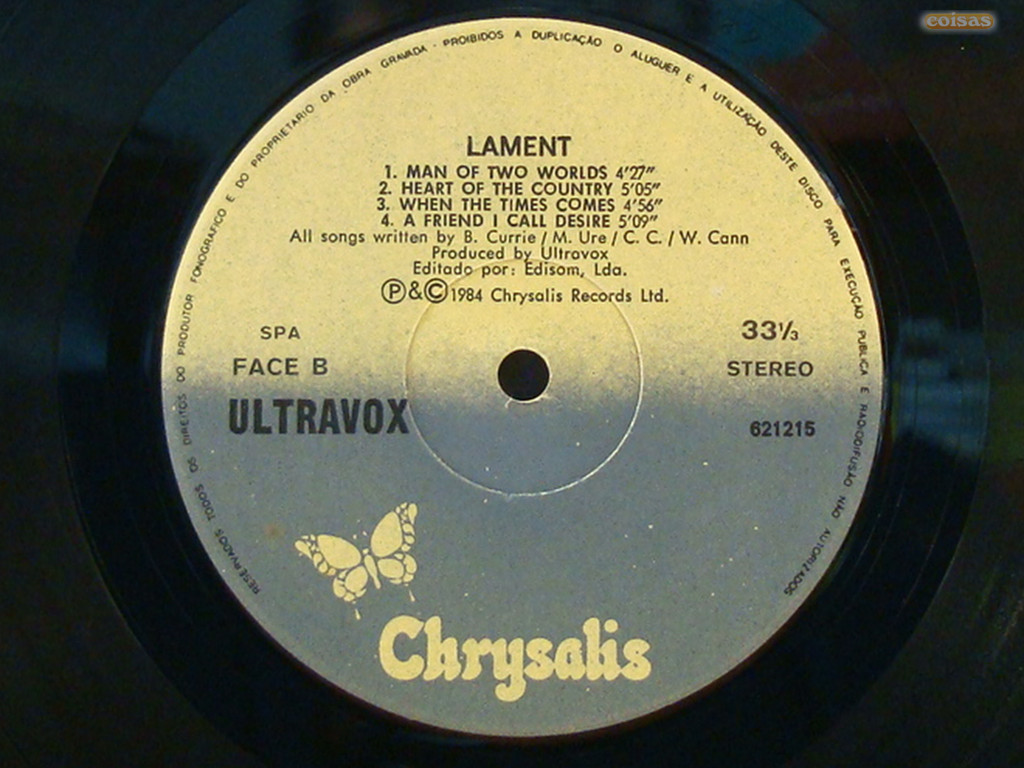 coisas
RESERVADOS TODOS OS DIREITOS DO PRODUTOR FONOGRAFICO E DO PROPRIETARIO DA OBRA GRAVADA · PROIBIDOS A DUPLICAÇÃO O ALUGUER E A UTILIZAÇÃO DESTE DISCO PARA EXECUÇÃO PUBLICA E RAD·ODIFUSÃO NÃO AUTORIZADOS
LAMENT
1. MAN OF TWO WORLDS 4'27"
2. HEART OF THE COUNTRY 5'05"
3. WHEN THE TIMES COMES 4'56"
4. A FRIEND I CALL DESIRE 5'09"
All songs written by B. Currie / M. Ure / C. C. / W. Cann
Produced by Ultravox
Editado por: Edisom, Lda.
Ⓟ&©1984 Chrysalis Records Ltd.
SPA
33⅓
FACE B
STEREO
ULTRAVOX
621215
Chrysalis